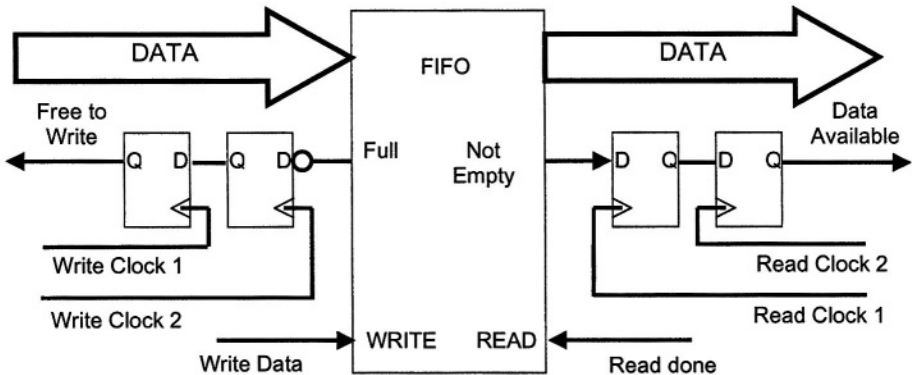 DATA
DATA
FIFO
Free to
Write
Data
Available
Q D
Q D
Full
Not
Empty
D Q
D Q
Write Clock 1
Read Clock 2
Write Clock 2
Read Clock 1
WRITE
READ
Write Data
Read done